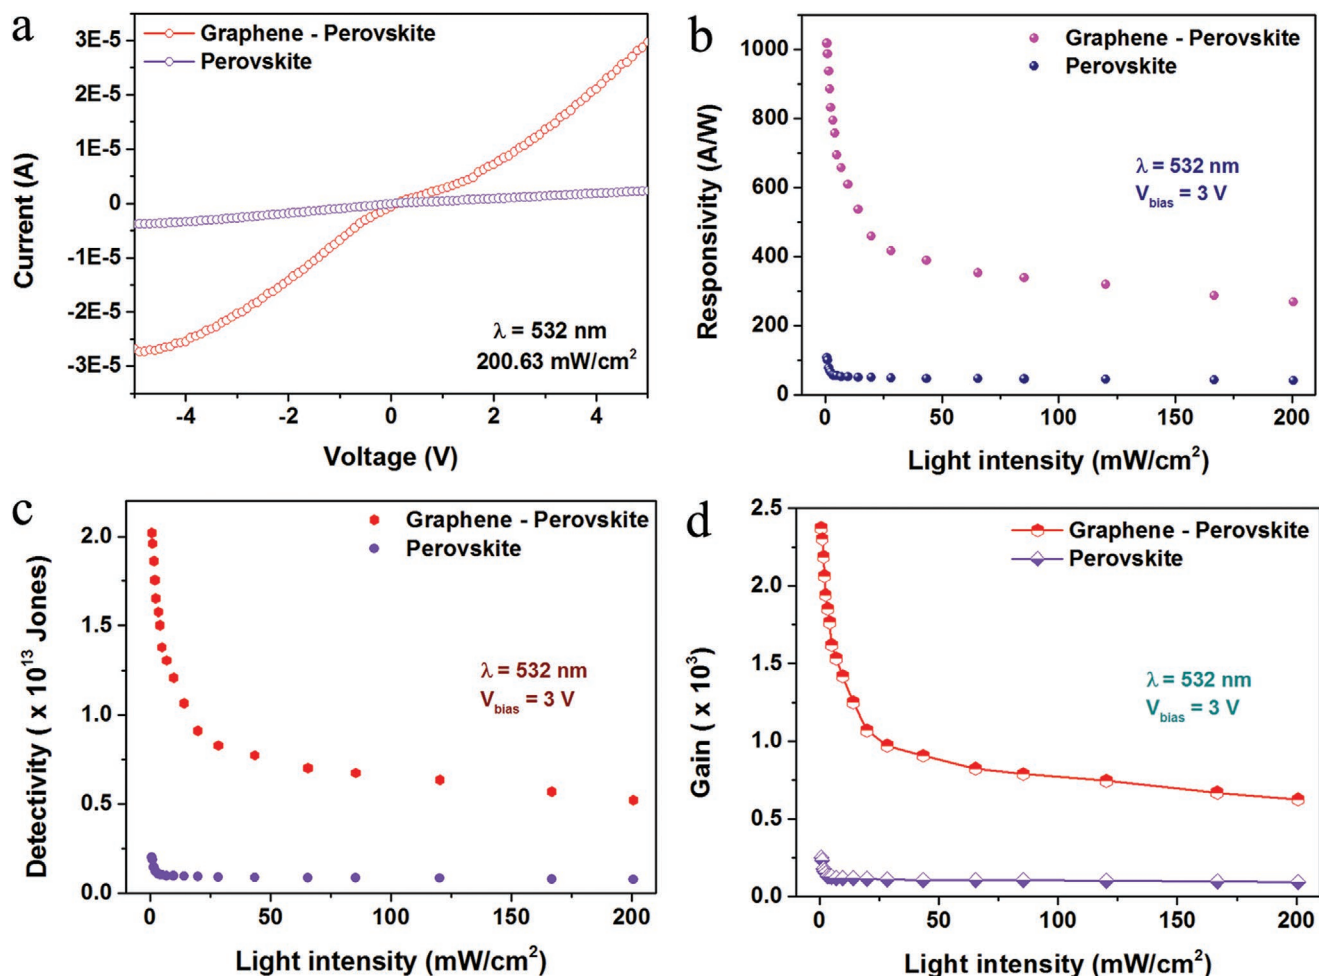 a
Graphene - Perovskite
Perovskite
3E-5
2E-5
1E-5
0
-1E-5
-2E-5
-3E-5
Current (A)
λ = 532 nm
200.63 mW/cm²
-4
-2
0
2
4
Voltage (V)
b
Graphene - Perovskite
Perovskite
1000
800
600
400
200
0
Responsivity (A/W)
λ = 532 nm
Vbias = 3 V
0
50
100
150
200
Light intensity (mW/cm²)
c
Graphene - Perovskite
Perovskite
2.0
1.5
1.0
0.5
0.0
Detectivity ( x 10¹³ Jones)
λ = 532 nm
Vbias = 3 V
0
50
100
150
200
Light intensity (mW/cm²)
d
Graphene - Perovskite
Perovskite
2.5
2.0
1.5
1.0
0.5
0.0
Gain ( x 10³)
λ = 532 nm
Vbias = 3 V
0
50
100
150
200
Light intensity (mW/cm²)